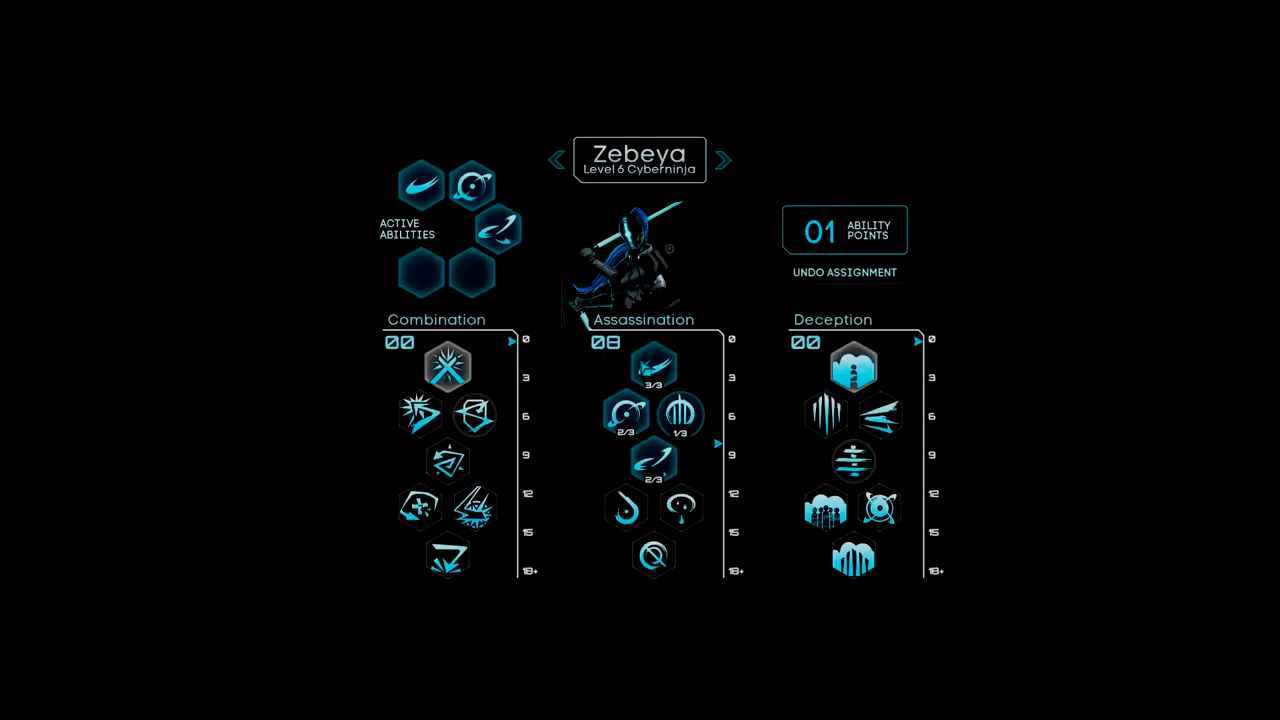 Zebeya
Level 6 Cyberninja
ACTIVE
ABILITIES
01 ABILITY
POINTS
UNDO ASSIGNMENT
Combination
00
0
3
6
9
12
15
18+
Assassination
08
3/3
2/3
1/3
2/3
0
3
6
9
12
15
18+
Deception
00
0
3
6
9
12
15
18+